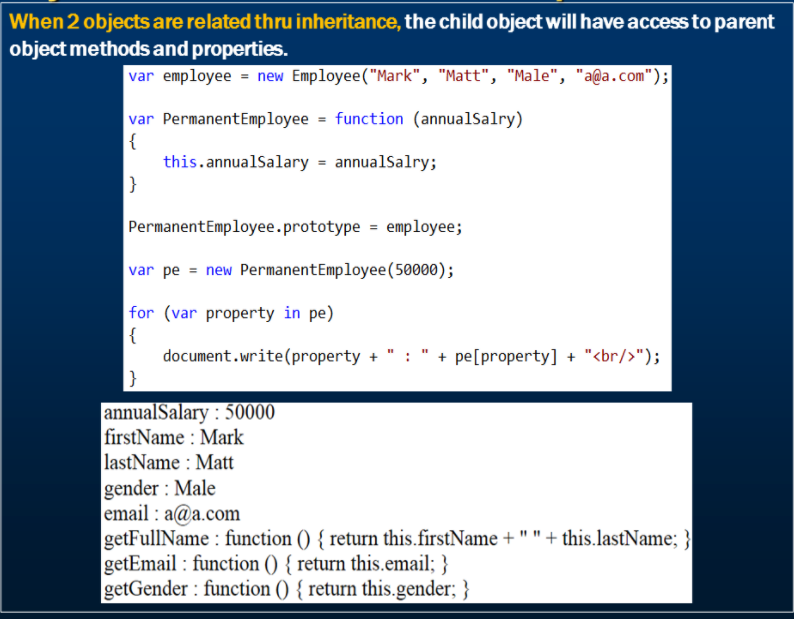 When 2 objects are related thru inheritance, the child object will have access to parent
object methods and properties.
var employee = new Employee("Mark", "Matt", "Male", "a@a.com");
var PermanentEmployee = function (annualSalry)
{
this.annualSalary = annualSalry;
}
PermanentEmployee.prototype = employee;
var pe = new PermanentEmployee(50000);
for (var property in pe)
{
document.write(property + " : " + pe[property] + "<br/>");
}
annualSalary : 50000
firstName : Mark
lastName : Matt
gender : Male
email : a@a.com
getFullName : function () { return this.firstName + " " + this.lastName; }
getEmail : function () { return this.email; }
getGender : function () { return this.gender; }